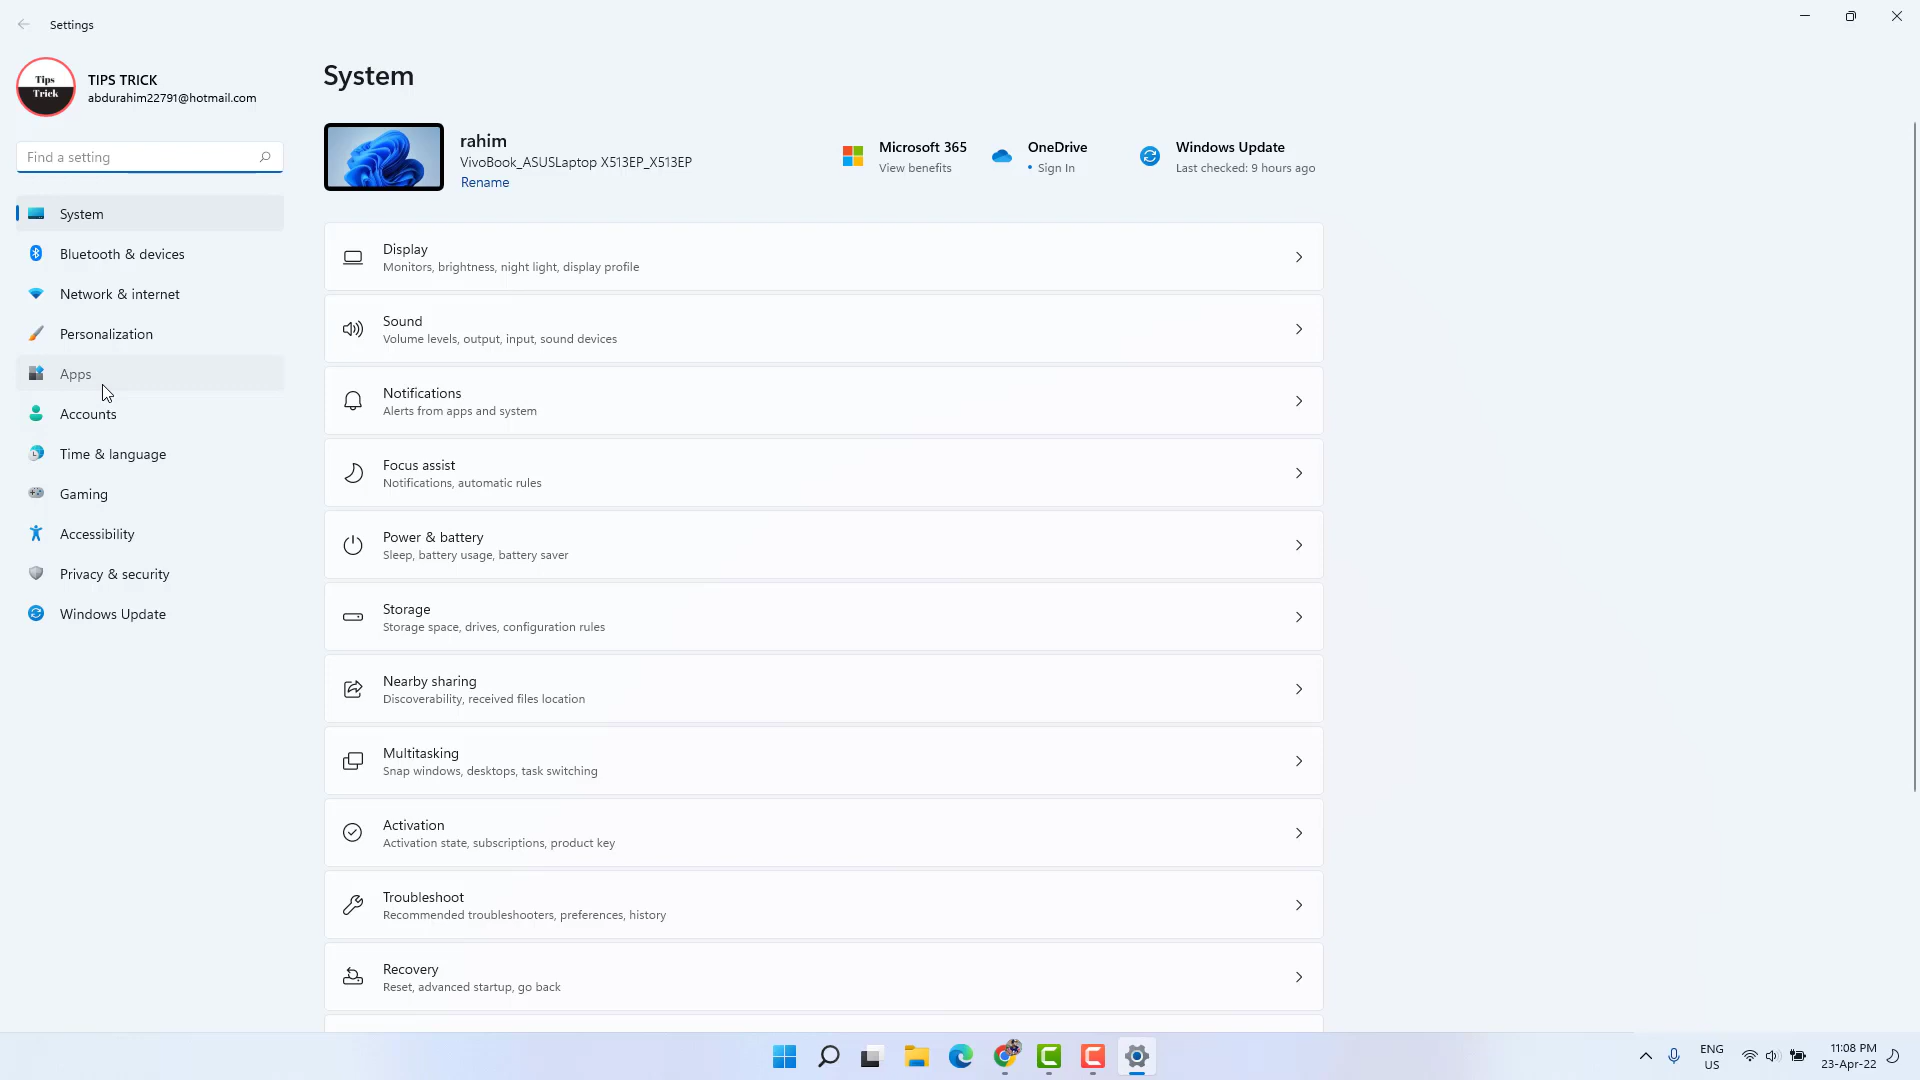 Settings
Tips
Trick
TIPS TRICK
abdurahim22791@hotmail.com
Find a setting
System
Bluetooth & devices
Network & internet
Personalization
Apps
Accounts
Time & language
Gaming
Accessibility
Privacy & security
Windows Update
System
rahim
VivoBook_ASUSLaptop X513EP_X513EP
Rename
Microsoft 365
View benefits
OneDrive
• Sign In
Windows Update
Last checked: 9 hours ago
Display
Monitors, brightness, night light, display profile
Sound
Volume levels, output, input, sound devices
Notifications
Alerts from apps and system
Focus assist
Notifications, automatic rules
Power & battery
Sleep, battery usage, battery saver
Storage
Storage space, drives, configuration rules
Nearby sharing
Discoverability, received files location
Multitasking
Snap windows, desktops, task switching
Activation
Activation state, subscriptions, product key
Troubleshoot
Recommended troubleshooters, preferences, history
Recovery
Reset, advanced startup, go back
ENG
US
11:08 PM
23-Apr-22